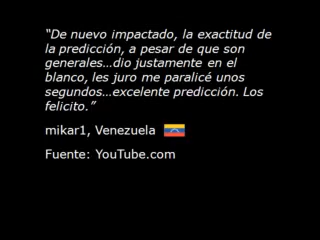 “De nuevo impactado, la exactitud de
la predicción, a pesar de que son
generales…dio justamente en el
blanco, les juro me paralicé unos
segundos…excelente predicción. Los
felicito.”
mikar1, Venezuela
Fuente: YouTube.com